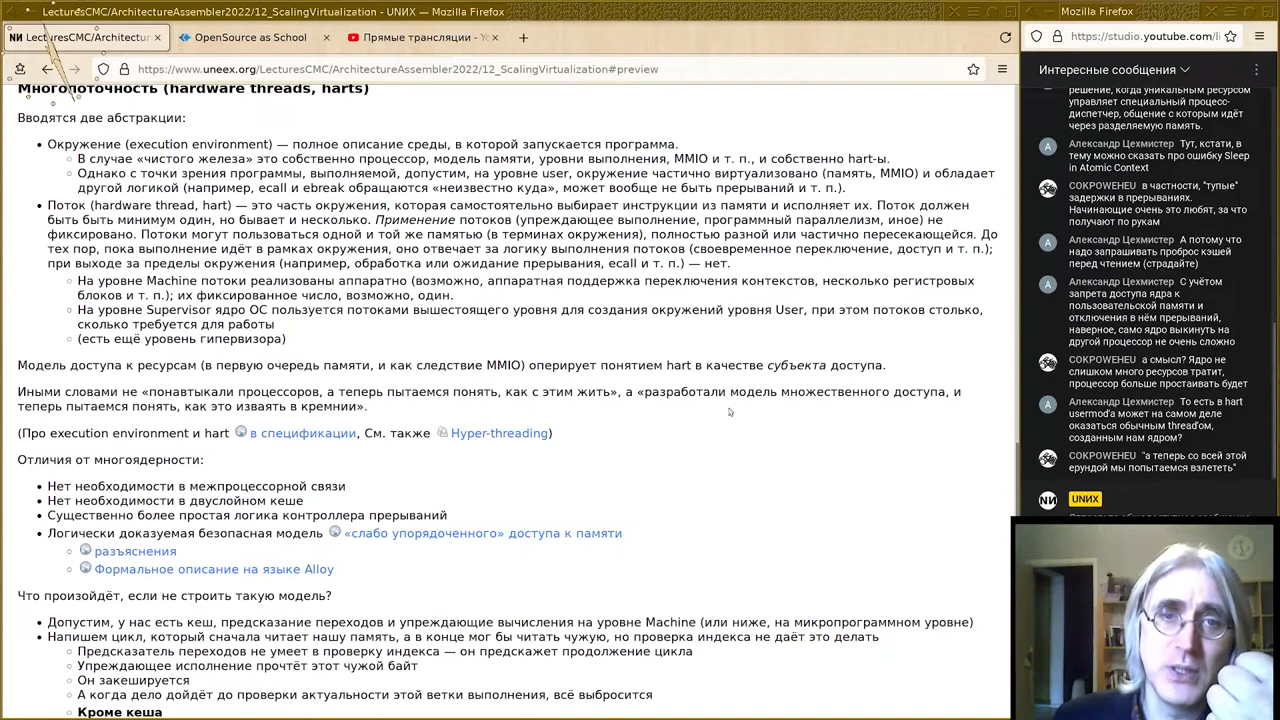 LecturesCMC/ArchitectureAssembler2022/12_ScalingVirtualization - UNИX — Mozilla Firefox
Mozilla Firefox
LecturesCMC/Architectur
OpenSource as School
Прямые трансляции - Yo
https://studio.youtube.com/li
https://www.uneex.org/LecturesCMC/ArchitectureAssembler2022/12_ScalingVirtualization#preview
Многопоточность (hardware threads, harts)
Вводятся две абстракции:
Окружение (execution environment) — полное описание среды, в которой запускается программа.
В случае «чистого железа» это собственно процессор, модель памяти, уровни выполнения, MMIO и т. п., и собственно hart-ы.
Однако с точки зрения программы, выполняемой, допустим, на уровне user, окружение частично виртуализовано (память, MMIO) и обладает
другой логикой (например, ecall и ebreak обращаются «неизвестно куда», может вообще не быть прерываний и т. п.).
Поток (hardware thread, hart) — это часть окружения, которая самостоятельно выбирает инструкции из памяти и исполняет их. Поток должен
быть быть минимум один, но бывает и несколько. Применение потоков (упреждающее выполнение, программный параллелизм, иное) не
фиксировано. Потоки могут пользоваться одной и той же памятью (в терминах окружения), полностью разной или частично пересекающейся. До
тех пор, пока выполнение идёт в рамках окружения, оно отвечает за логику выполнения потоков (своевременное переключение, доступ и т. п.);
при выходе за пределы окружения (например, обработка или ожидание прерывания, ecall и т. п.) — нет.
На уровне Machine потоки реализованы аппаратно (возможно, аппаратная поддержка переключения контекстов, несколько регистровых
блоков и т. п.); их фиксированное число, возможно, один.
На уровне Supervisor ядро ОС пользуется потоками вышестоящего уровня для создания окружений уровня User, при этом потоков столько,
сколько требуется для работы
(есть ещё уровень гипервизора)
Модель доступа к ресурсам (в первую очередь памяти, и как следствие MMIO) оперирует понятием hart в качестве субъекта доступа.
Иными словами не «понавтыкали процессоров, а теперь пытаемся понять, как с этим жить», а «разработали модель множественного доступа, и
теперь пытаемся понять, как это изваять в кремнии».
(Про execution environment и hart в спецификации, См. также Hyper-threading)
Отличия от многоядерности:
Нет необходимости в межпроцессорной связи
Нет необходимости в двуслойном кеше
Существенно более простая логика контроллера прерываний
Логически доказуемая безопасная модель «слабо упорядоченного» доступа к памяти
разъяснения
Формальное описание на языке Alloy
Что произойдёт, если не строить такую модель?
Допустим, у нас есть кеш, предсказание переходов и упреждающие вычисления на уровне Machine (или ниже, на микропрограммном уровне)
Напишем цикл, который сначала читает нашу память, а в конце мог бы читать чужую, но проверка индекса не даёт это делать
Предсказатель переходов не умеет в проверку индекса — он предскажет продолжение цикла
Упреждающее исполнение прочтёт этот чужой байт
Он закешируется
А когда дело дойдёт до проверки актуальности этой ветки выполнения, всё выбросится
Кроме кеша
Интересные сообщения
решение, когда уникальным ресурсом
управляет специальный процесс-
диспетчер, общение с которым идёт
через разделяемую память.
Александр Цехмистер Тут, кстати, в
тему можно сказать про ошибку Sleep
in Atomic Context
COKPOWEHEU в частности, "тупые"
задержки в прерываниях.
Начинающие очень это любят, за что
получают по рукам
Александр Цехмистер А потому что
надо запрашивать проброс кэшей
перед чтением (страдайте)
Александр Цехмистер С учётом
запрета доступа ядра к
пользовательской памяти и
отключения в нём прерываний,
наверное, само ядро выкинуть на
другой процессор не очень сложно
COKPOWEHEU а смысл? Ядро не
слишком много ресурсов тратит,
процессор больше простаивать будет
Александр Цехмистер То есть в hart
usermod'а может на самом деле
оказаться обычным thread'ом,
созданным нам ядром?
COKPOWEHEU "а теперь со всей этой
ерундой мы попытаемся взлететь"
UNИX